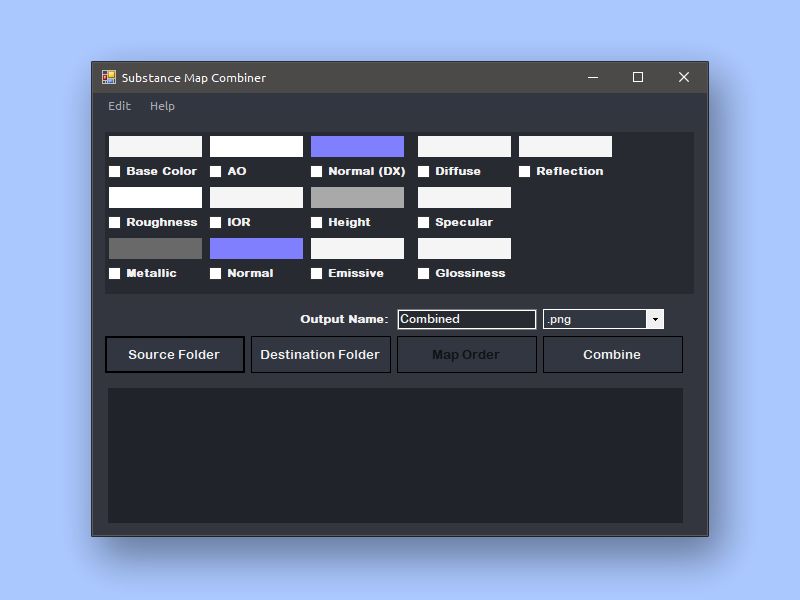 Substance Map Combiner
Edit Help
Base Color AO Normal (DX) Diffuse Reflection
Roughness IOR Height Specular
Metallic Normal Emissive Glossiness
Output Name: Combined .png
Source Folder Destination Folder Map Order Combine